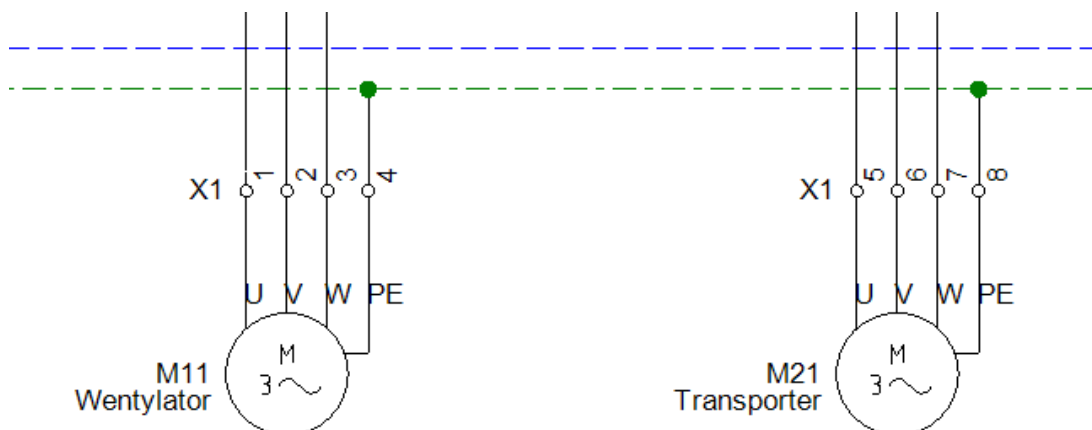 X1 1 2 3 4
X1 5 6 7 8
U V W PE
U V W PE
M
3
M11
Wentylator
M
3
M21
Transporter